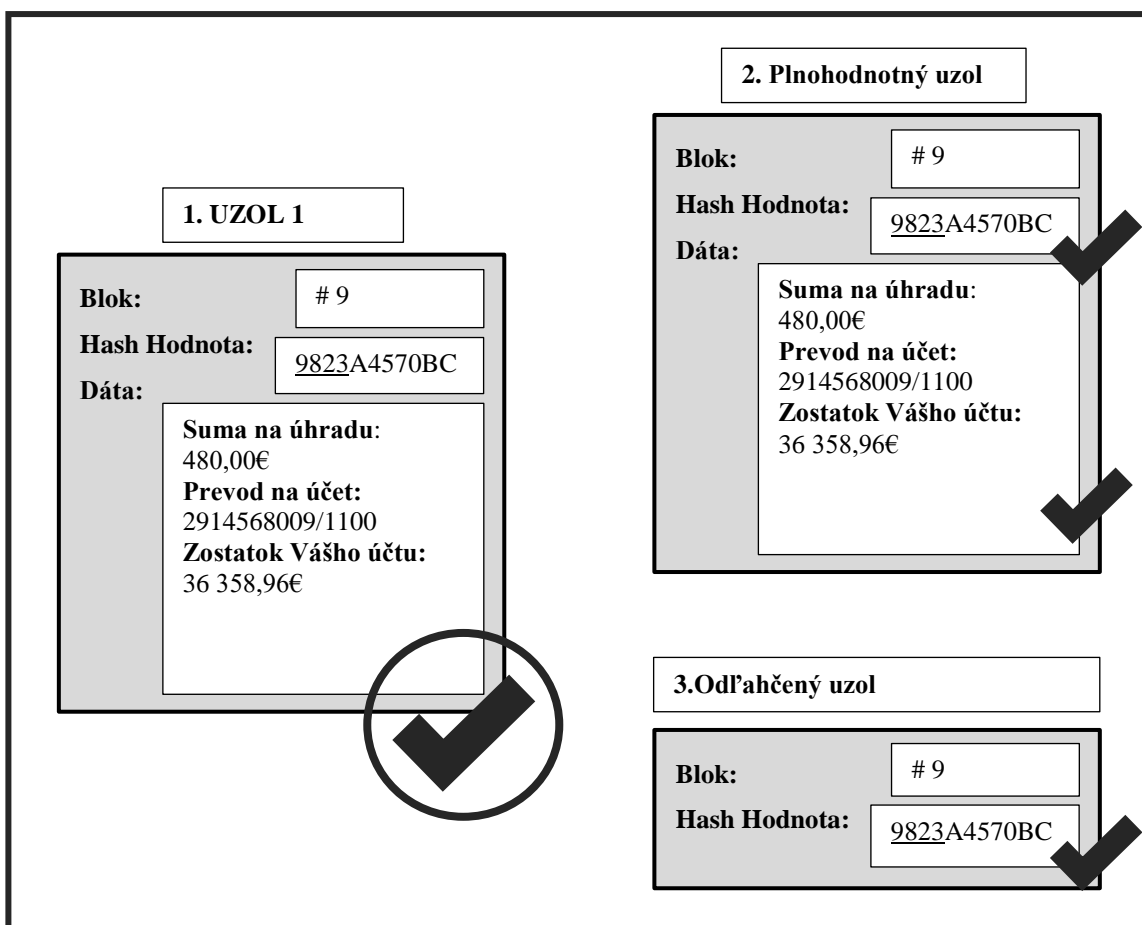 1. UZOL 1
Blok:
# 9
Hash Hodnota:
9823A4570BC
Dáta:
Suma na úhradu:
480,00€
Prevod na účet:
2914568009/1100
Zostatok Vášho účtu:
36 358,96€
2. Plnohodnotný uzol
Blok:
# 9
Hash Hodnota:
9823A4570BC
Dáta:
Suma na úhradu:
480,00€
Prevod na účet:
2914568009/1100
Zostatok Vášho účtu:
36 358,96€
3.Odľahčený uzol
Blok:
# 9
Hash Hodnota:
9823A4570BC